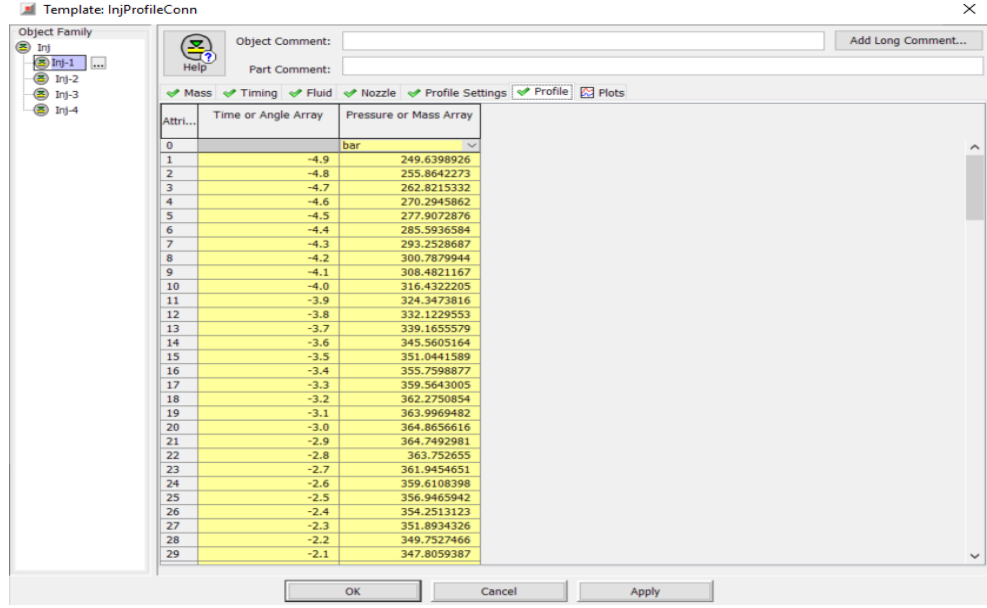 Template: InjProfileConn
Object Family
Inj
Inj-1 ...
Inj-2
Inj-3
Inj-4
Help
Object Comment:
Add Long Comment...
Part Comment:
Mass Timing Fluid Nozzle Profile Settings Profile Plots
Attri... Time or Angle Array Pressure or Mass Array
0 bar
1 -4.9 249.6398926
2 -4.8 255.8642273
3 -4.7 262.8215332
4 -4.6 270.2945862
5 -4.5 277.9072876
6 -4.4 285.5936584
7 -4.3 293.2528687
8 -4.2 300.7879944
9 -4.1 308.4821167
10 -4.0 316.4322205
11 -3.9 324.3473816
12 -3.8 332.1229553
13 -3.7 339.1655579
14 -3.6 345.5605164
15 -3.5 351.0441589
16 -3.4 355.7598877
17 -3.3 359.5643005
18 -3.2 362.2750854
19 -3.1 363.9969482
20 -3.0 364.8656616
21 -2.9 364.7492981
22 -2.8 363.752655
23 -2.7 361.9454651
24 -2.6 359.6108398
25 -2.5 356.9465942
26 -2.4 354.2513123
27 -2.3 351.8934326
28 -2.2 349.7527466
29 -2.1 347.8059387
OK Cancel Apply